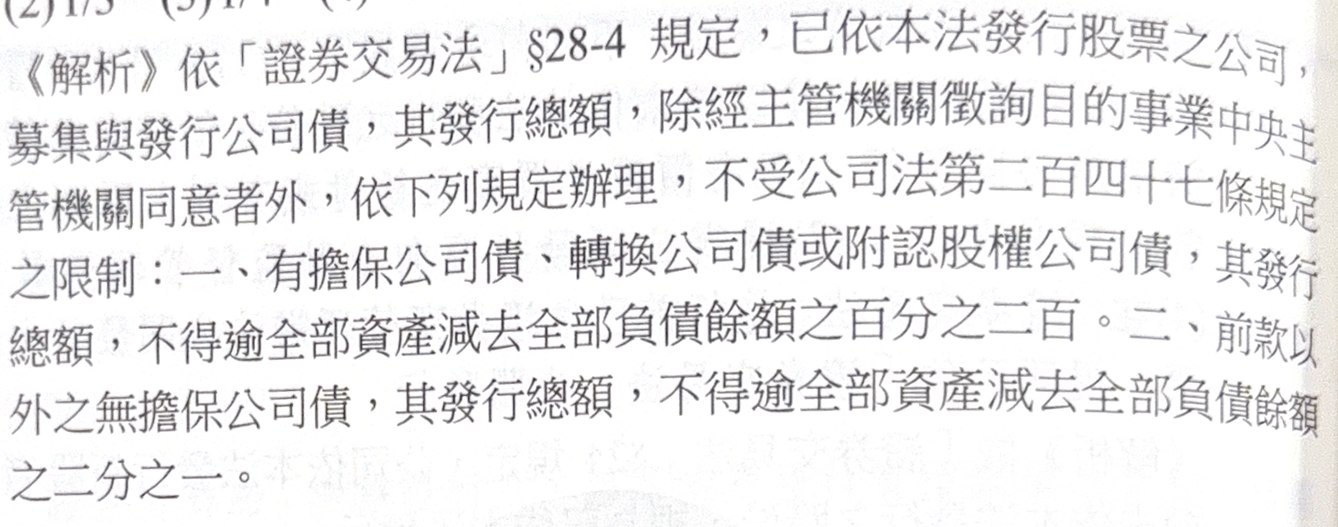 《解析》依「證券交易法」§28-4 規定，已依本法發行股票之公司，
募集與發行公司債，其發行總額，除經主管機關徵詢目的事業中央主
管機關同意者外，依下列規定辦理，不受公司法第二百四十七條規定
之限制：一、有擔保公司債、轉換公司債或附認股權公司債，其發行
總額，不得逾全部資產減去全部負債餘額之百分之二百。二、前款以
外之無擔保公司債，其發行總額，不得逾全部資產減去全部負債餘額
之二分之一。